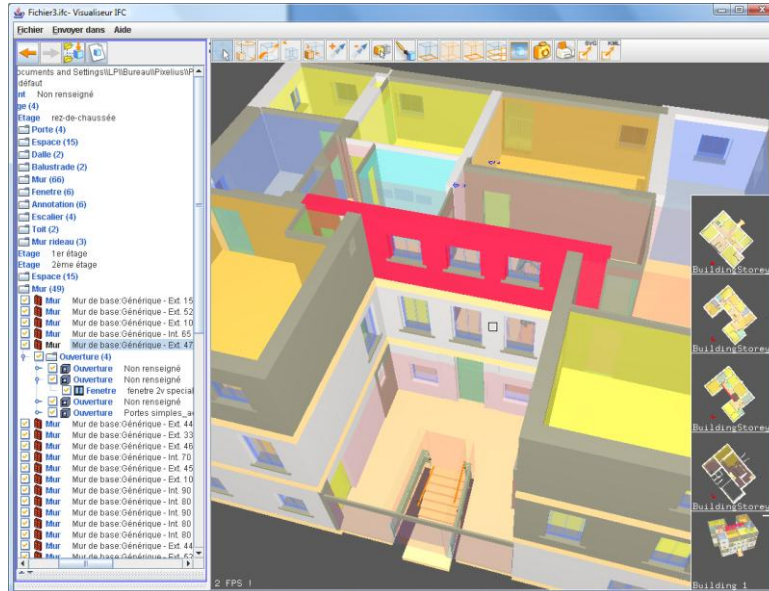 Fichier3.ifc- Visualiseur IFC
Fichier Envoyer dans Aide
SVG KML
ocuments and Settings\LPI\Bureau\Pixelius\P
défaut
nt Non renseigné
ge (4)
Etage rez-de-chaussée
Porte (4)
Espace (15)
Dalle (2)
Balustrade (2)
Mur (66)
Fenetre (6)
Annotation (6)
Escalier (4)
Toit (2)
Mur rideau (3)
Etage 1er étage
Etage 2ème étage
Espace (15)
Mur (49)
Mur Mur de base:Générique - Ext. 15
Mur Mur de base:Générique - Ext. 52
Mur Mur de base:Générique - Ext. 10
Mur Mur de base:Générique - Int. 65
Mur Mur de base:Générique - Ext. 47
Ouverture (4)
Ouverture Non renseigné
Ouverture Non renseigné
Fenetre fenetre 2v special
Ouverture Non renseigné
Ouverture Portes simples_a
Mur Mur de base:Générique - Ext. 44
Mur Mur de base:Générique - Ext. 33
Mur Mur de base:Générique - Ext. 46
Mur Mur de base:Générique - Int. 70
Mur Mur de base:Générique - Ext. 45
Mur Mur de base:Générique - Ext. 10
Mur Mur de base:Générique - Int. 90
Mur Mur de base:Générique - Int. 80
Mur Mur de base:Générique - Int. 90
Mur Mur de base:Générique - Int. 80
Mur Mur de base:Générique - Int. 80
Mur Mur de base:Générique - Ext. 44
Mur Mur de base:Générique - Ext. 52
BuildingStorey
BuildingStorey
BuildingStorey
BuildingStorey
Building 1
2 FPS !